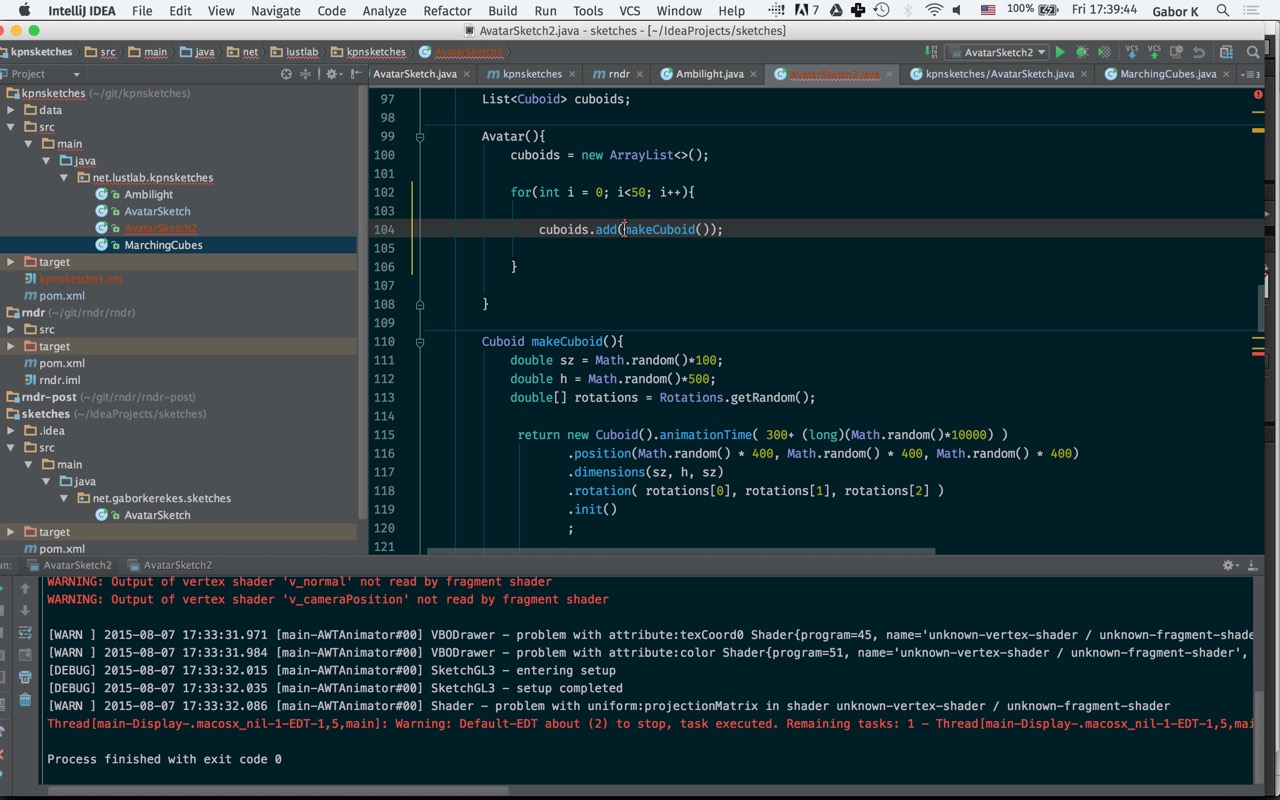 IntelliJ IDEA File Edit View Navigate Code Analyze Refactor Build Run Tools VCS Window Help 7 100% Fri 17:39:44 Gabor K
AvatarSketch2.java - sketches - [~/IdeaProjects/sketches]
kpnsketches src main java net lustlab kpnsketches AvatarSketch2 AvatarSketch2 VCS VCS
Project AvatarSketch.java kpnsketches rndr Ambilight.java AvatarSketch2.java kpnsketches/AvatarSketch.java MarchingCubes.java 3
kpnsketches (~/git/kpnsketches)
data
src
main
java
net.lustlab.kpnsketches
Ambilight
AvatarSketch
AvatarSketch2
MarchingCubes
target
kpnsketches.iml
pom.xml
rndr (~/git/rndr/rndr)
src
target
pom.xml
rndr.iml
rndr-post (~/git/rndr/rndr-post)
sketches (~/IdeaProjects/sketches)
.idea
src
main
java
net.gaborkerekes.sketches
AvatarSketch
target
pom.xml
97 List<Cuboid> cuboids;
98
99 Avatar(){
100 cuboids = new ArrayList<>();
101
102 for(int i = 0; i<50; i++){
103
104 cuboids.add(makeCuboid());
105
106 }
107
108 }
109
110 Cuboid makeCuboid(){
111 double sz = Math.random()*100;
112 double h = Math.random()*500;
113 double[] rotations = Rotations.getRandom();
114
115 return new Cuboid().animationTime( 300+ (long)(Math.random()*10000) )
116 .position(Math.random() * 400, Math.random() * 400, Math.random() * 400)
117 .dimensions(sz, h, sz)
118 .rotation( rotations[0], rotations[1], rotations[2] )
119 .init()
120 ;
121
un: AvatarSketch2 AvatarSketch2
WARNING: Output of vertex shader 'v_normal' not read by fragment shader
WARNING: Output of vertex shader 'v_cameraPosition' not read by fragment shader
[WARN ] 2015-08-07 17:33:31.971 [main-AWTAnimator#00] VBODrawer - problem with attribute:texCoord0 Shader{program=45, name='unknown-vertex-shader / unknown-fragment-shade
[WARN ] 2015-08-07 17:33:31.984 [main-AWTAnimator#00] VBODrawer - problem with attribute:color Shader{program=51, name='unknown-vertex-shader / unknown-fragment-shader',
[DEBUG] 2015-08-07 17:33:32.015 [main-AWTAnimator#00] SketchGL3 - entering setup
[DEBUG] 2015-08-07 17:33:32.035 [main-AWTAnimator#00] SketchGL3 - setup completed
[WARN ] 2015-08-07 17:33:32.086 [main-AWTAnimator#00] Shader - problem with uniform:projectionMatrix in shader unknown-vertex-shader / unknown-fragment-shader
Thread[main-Display-.macosx_nil-1-EDT-1,5,main]: Warning: Default-EDT about (2) to stop, task executed. Remaining tasks: 1 - Thread[main-Display-.macosx_nil-1-EDT-1,5,mai
Process finished with exit code 0